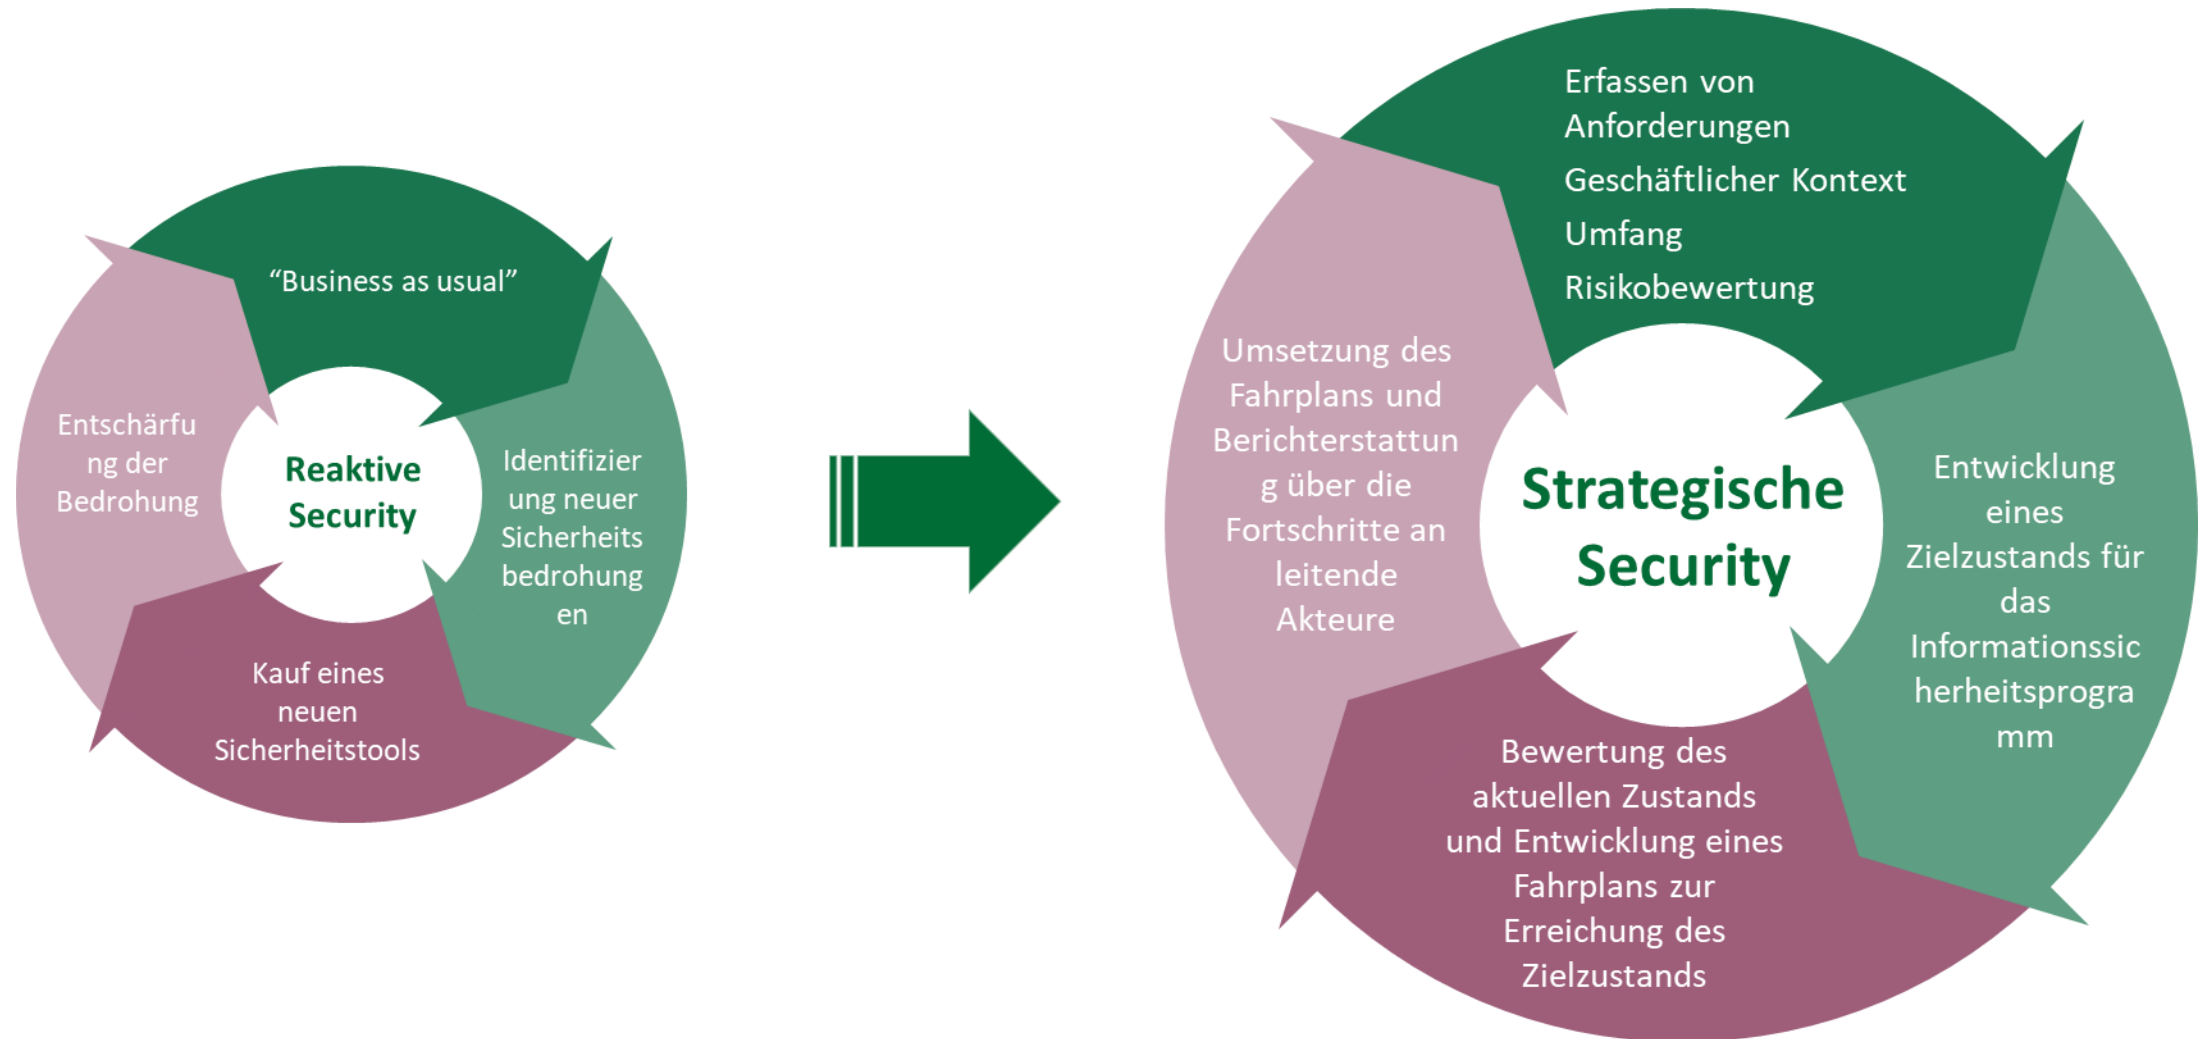 “Business as usual”
Identifizier
ung neuer
Sicherheits
bedrohung
en
Kauf eines
neuen
Sicherheitstools
Entschärfu
ng der
Bedrohung
Reaktive
Security
Erfassen von
Anforderungen
Geschäftlicher Kontext
Umfang
Risikobewertung
Entwicklung
eines
Zielzustands für
das
Informationssic
herheitsprogra
mm
Bewertung des
aktuellen Zustands
und Entwicklung eines
Fahrplans zur
Erreichung des
Zielzustands
Umsetzung des
Fahrplans und
Berichterstattun
g über die
Fortschritte an
leitende
Akteure
Strategische
Security